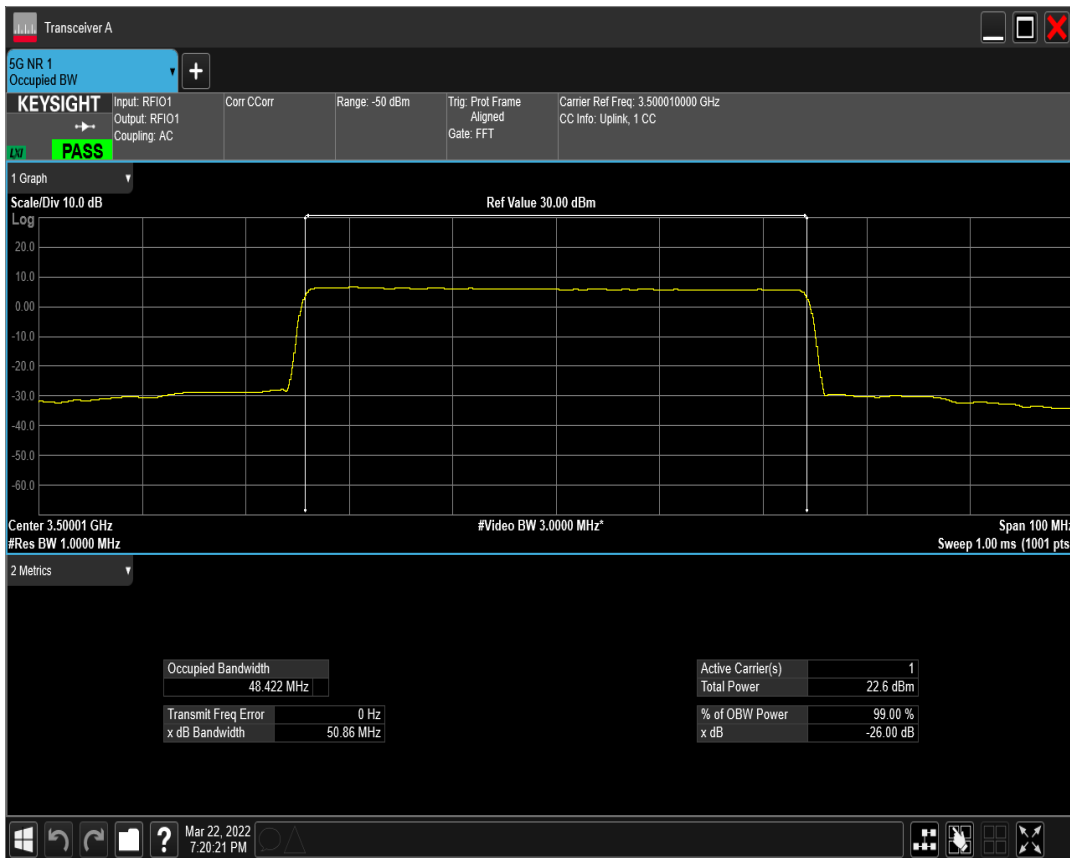 Transceiver A
5G NR 1
Occupied BW
+
KEYSIGHT
LXI
PASS
Input: RFIO1
Output: RFIO1
Coupling: AC
Corr CCorr
Range: -50 dBm
Trig: Prot Frame
Aligned
Gate: FFT
Carrier Ref Freq: 3.500010000 GHz
CC Info: Uplink, 1 CC
1 Graph
Scale/Div 10.0 dB
Ref Value 30.00 dBm
Log
20.0
10.0
0.00
-10.0
-20.0
-30.0
-40.0
-50.0
-60.0
Center 3.50001 GHz
#Video BW 3.0000 MHz*
Span 100 MHz
#Res BW 1.0000 MHz
Sweep 1.00 ms (1001 pts
2 Metrics
Occupied Bandwidth
48.422 MHz
Transmit Freq Error 0 Hz
x dB Bandwidth 50.86 MHz
Active Carrier(s) 1
Total Power 22.6 dBm
% of OBW Power 99.00 %
x dB -26.00 dB
?
Mar 22, 2022
7:20:21 PM